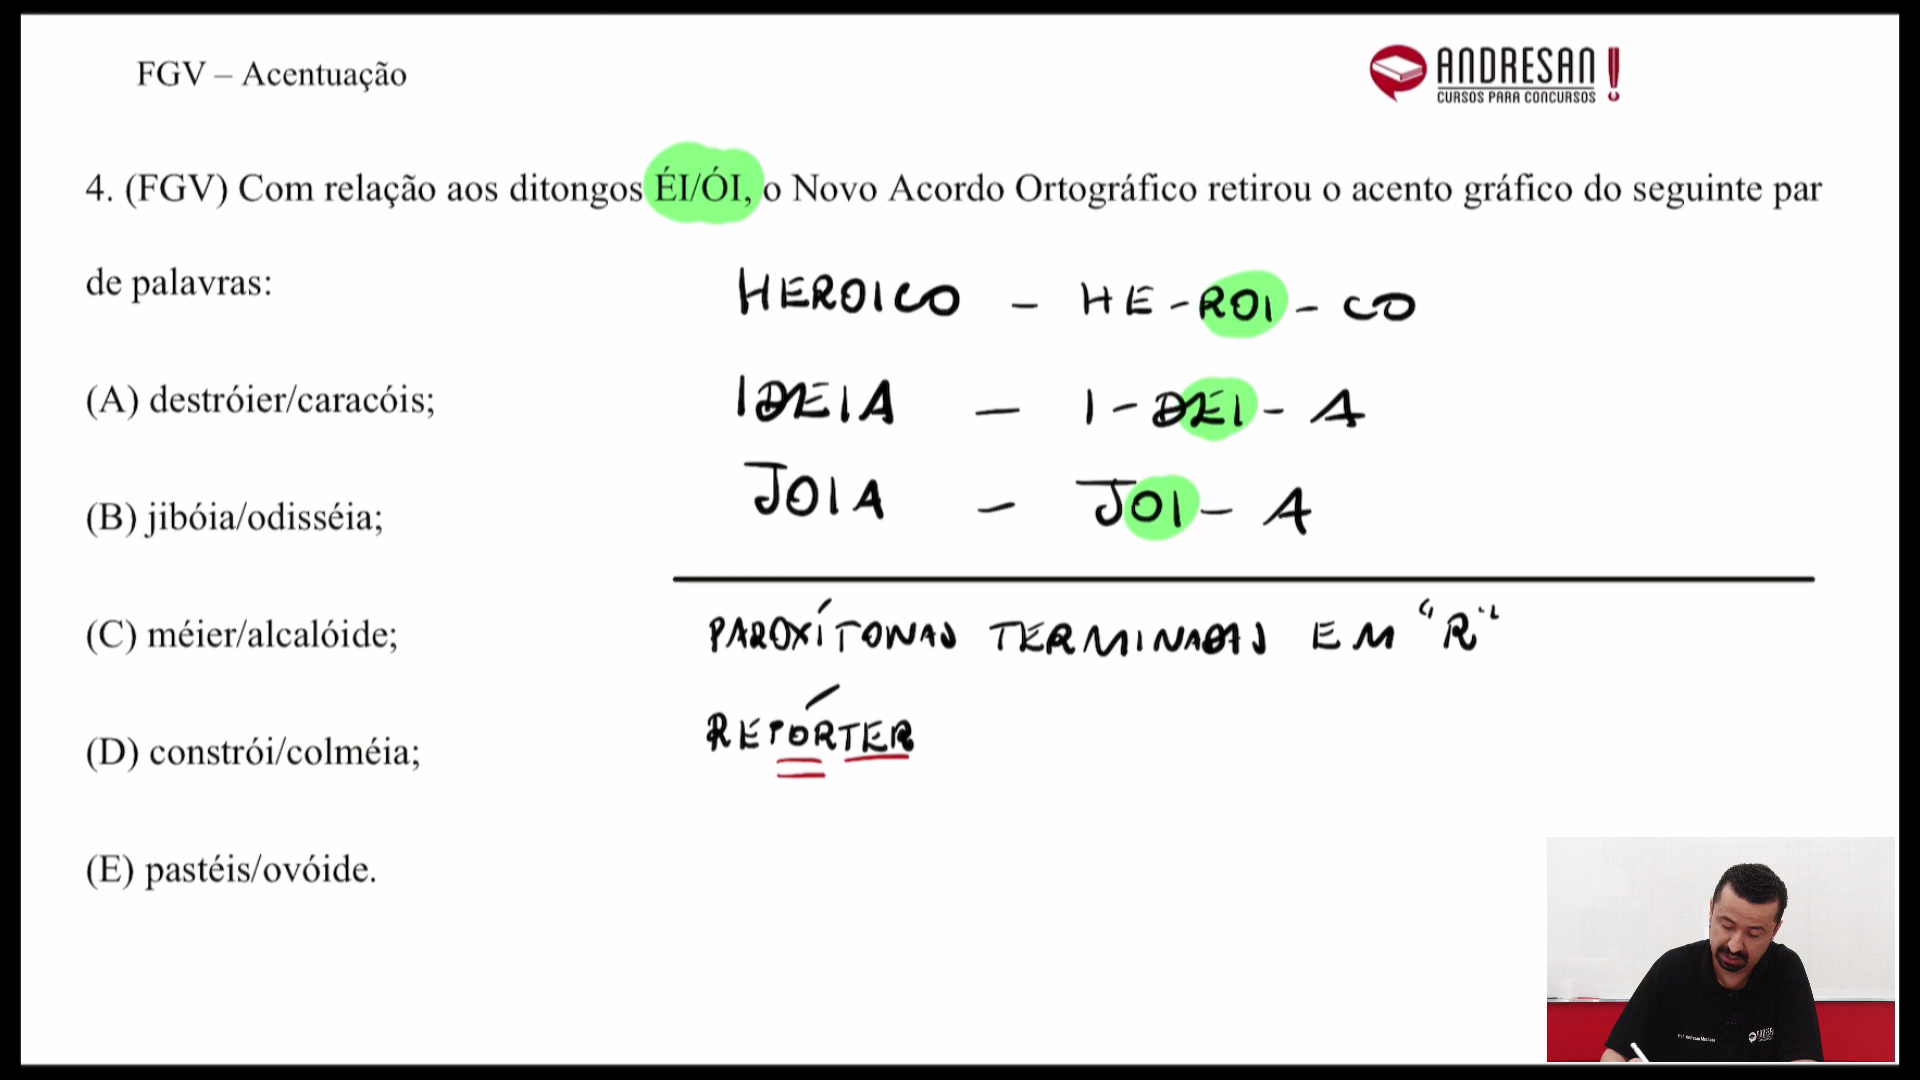 FGV – Acentuação
ANDRESAN!
CURSOS PARA CONCURSOS
4. (FGV) Com relação aos ditongos ÉI/ÓI, o Novo Acordo Ortográfico retirou o acento gráfico do seguinte par
de palavras:
HEROICO - HE-ROI-CO
(A) destróier/caracóis;
IDEIA - I-DEI-A
JOIA - JOI-A
(B) jibóia/odisséia;
(C) méier/alcalóide;
PAROXÍTONAS TERMINADAS EM "R"
REPÓRTER
(D) constrói/colméia;
(E) pastéis/ovóide.